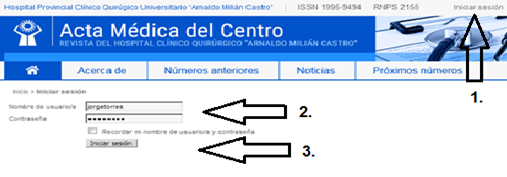 Hospital Provincial Clínico Quirúgico Universitario "Arnaldo Milián Castro" ISSN 1995-9494 RNPS 2155 Iniciar sesión
Acta Médica del Centro
REVISTA DEL HOSPITAL CLÍNICO QUIRÚRGICO "ARNALDO MILIÁN CASTRO"
Acerca de Números anteriores Noticias Próximos números
1.
Inicio > Iniciar sesión
Nombre de usuario/a jorgetornes
2.
Contraseña
Recordar mi nombre de usuario/a y contraseña
Iniciar sesión
3.